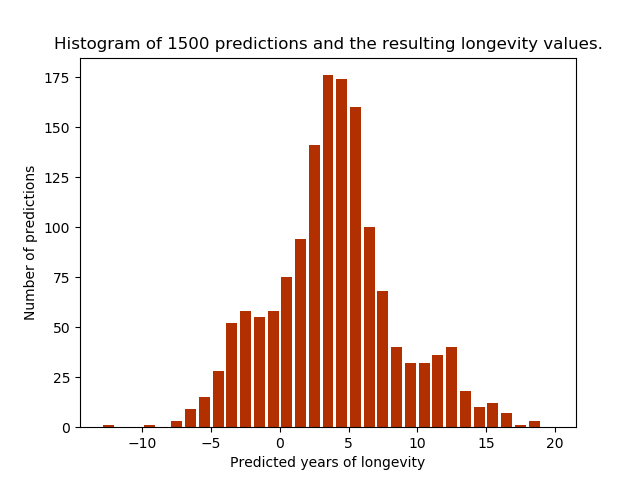 Histogram of 1500 predictions and the resulting longevity values.
175
150
125
100
75
50
25
0
Number of predictions
−10 −5 0 5 10 15 20
Predicted years of longevity